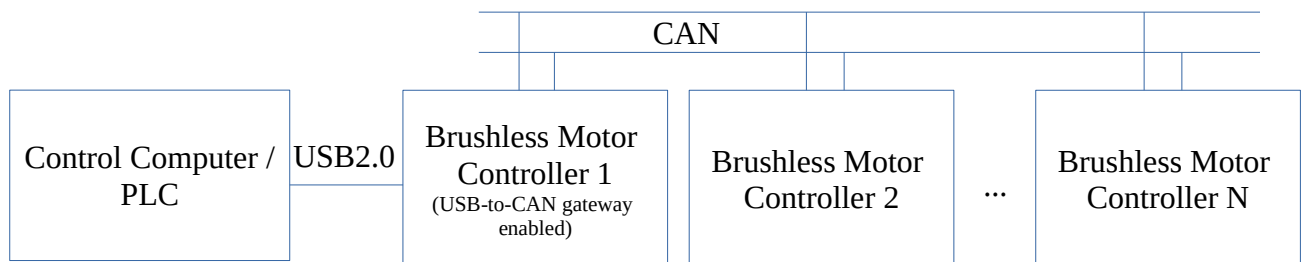 CAN
Control Computer /
PLC
USB2.0
Brushless Motor
Controller 1
(USB-to-CAN gateway
enabled)
Brushless Motor
Controller 2
...
Brushless Motor
Controller N